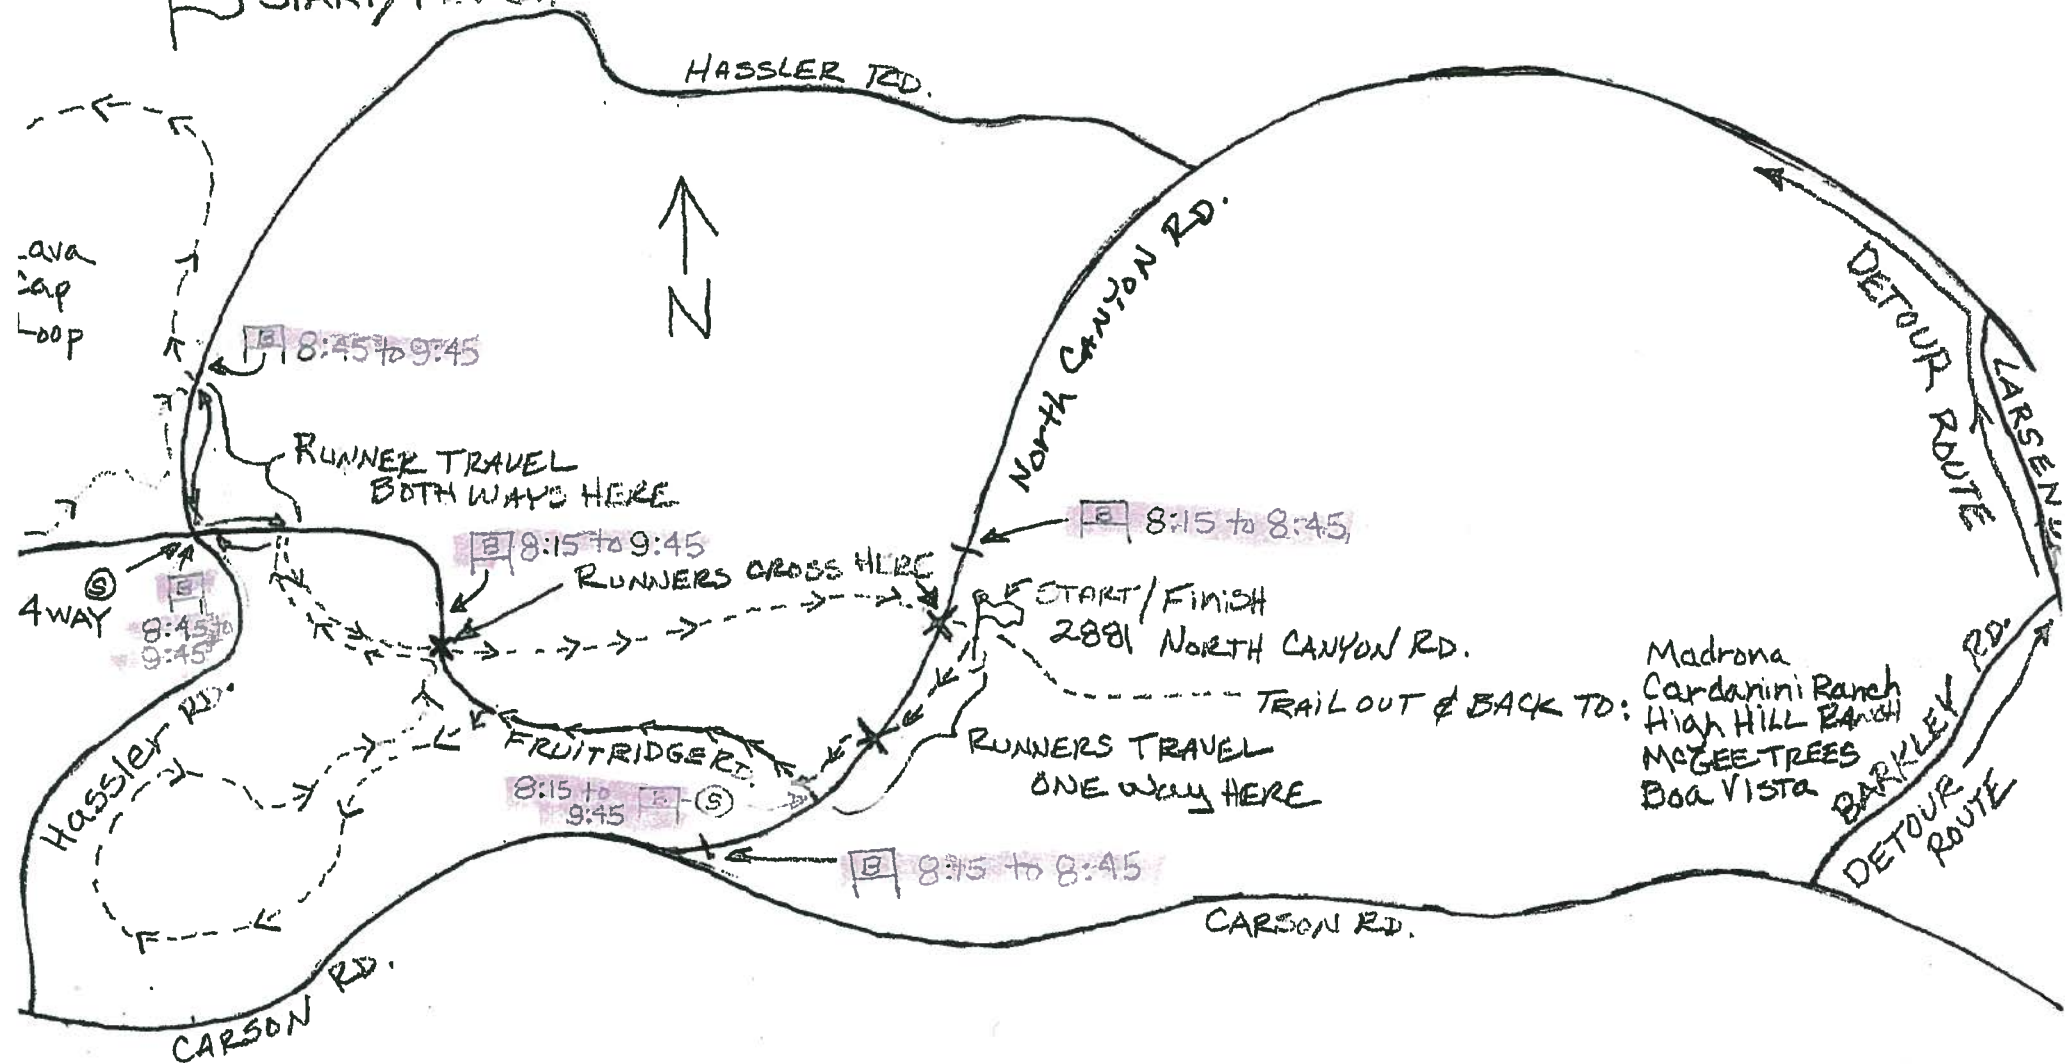 START/
HASSLER RD.
ava
Cap
Loop
N
North CANYON RD.
B 8:45 to 9:45
DETOUR ROUTE
LARSEN
RUNNER TRAVEL
BOTH WAYS HERE
B 8:15 to 9:45
RUNNERS CROSS HERE
B 8:15 to 8:45
S
4 WAY
B
8:45 to
9:45
START/FINISH
2881 NORTH CANYON RD.
TRAIL OUT & BACK TO:
Madrona
Cardanini Ranch
High HILL RANCH
McGEE TREES
Boa Vista
Hassler RD.
FRUITRIDGE RD.
RUNNERS TRAVEL
ONE WAY HERE
8:15 to
9:45
B
S
B 8:15 to 8:45
BARKLEY RD.
DETOUR
ROUTE
CARSON RD.
CARSON RD.